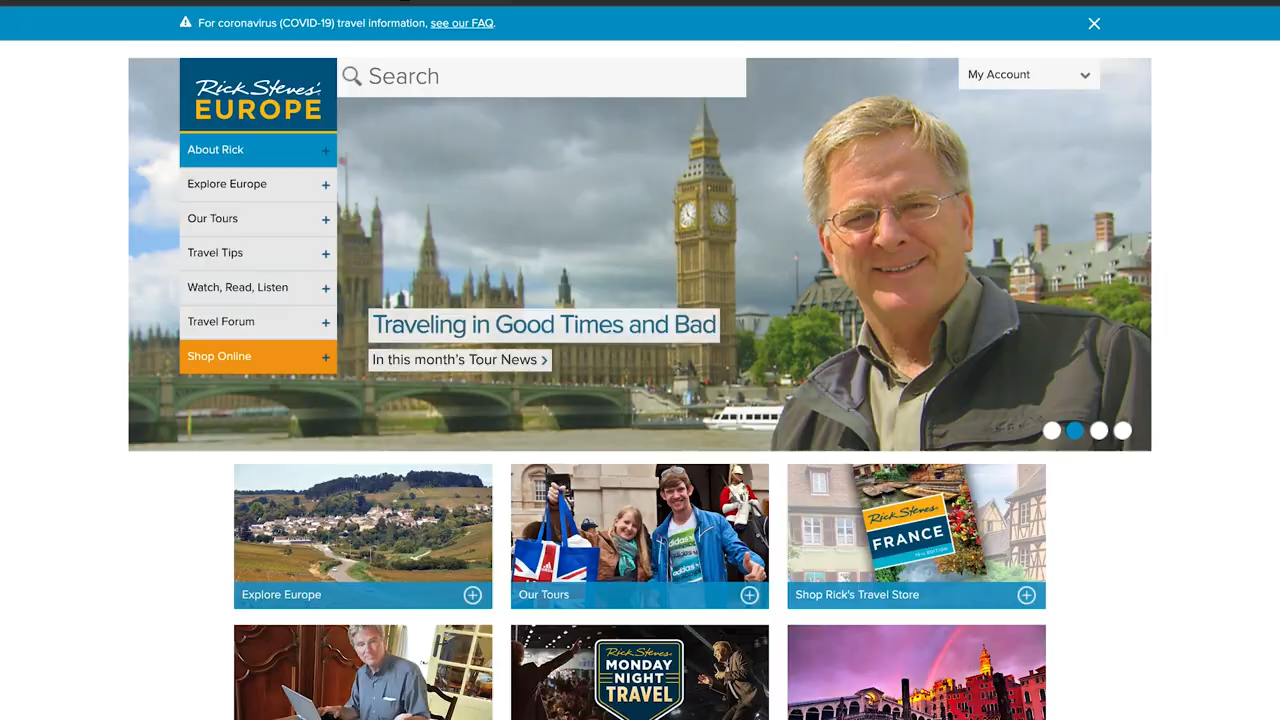 For coronavirus (COVID-19) travel information, see our FAQ.
Rick Steves'
EUROPE
Search
My Account
About Rick
Explore Europe
Our Tours
Travel Tips
Watch, Read, Listen
Travel Forum
Shop Online
Traveling in Good Times and Bad
In this month's Tour News
Rick Steves
FRANCE
adidas
Explore Europe
Our Tours
Shop Rick's Travel Store
Rick Steves'
MONDAY
NIGHT
TRAVEL